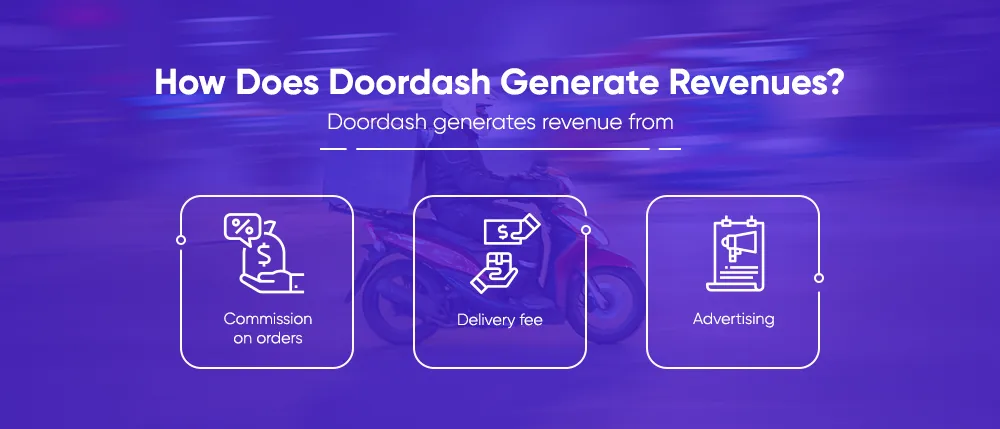 How Does Doordash Generate Revenues?
Doordash generates revenue from
%
$
$
Commission
on orders
Delivery fee
Advertising